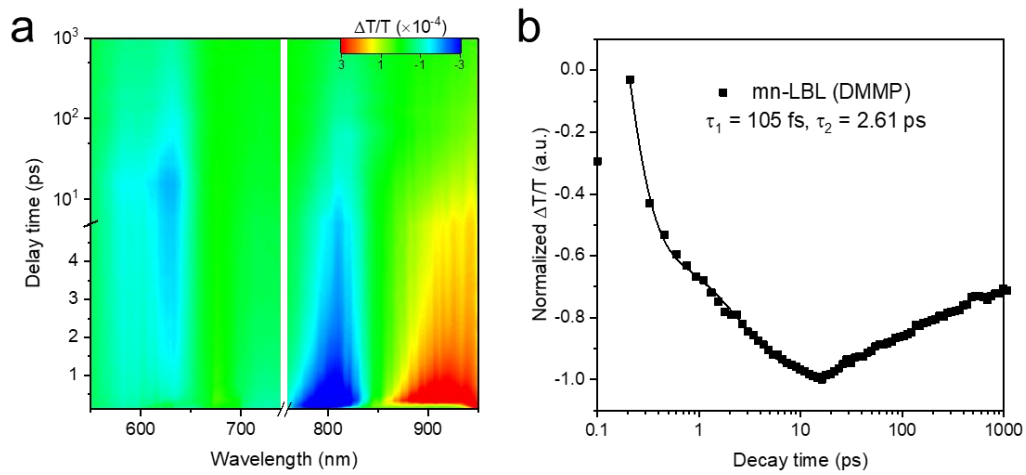 a
ΔT/T (×10⁻⁴)
3 1 -1 -3
10³
10²
10¹
4
3
2
1
Delay time (ps)
600 700 800 900
Wavelength (nm)
b
mn-LBL (DMMP)
τ₁ = 105 fs, τ₂ = 2.61 ps
0.0
-0.2
-0.4
-0.6
-0.8
-1.0
Normalized ΔT/T (a.u.)
0.1 1 10 100 1000
Decay time (ps)